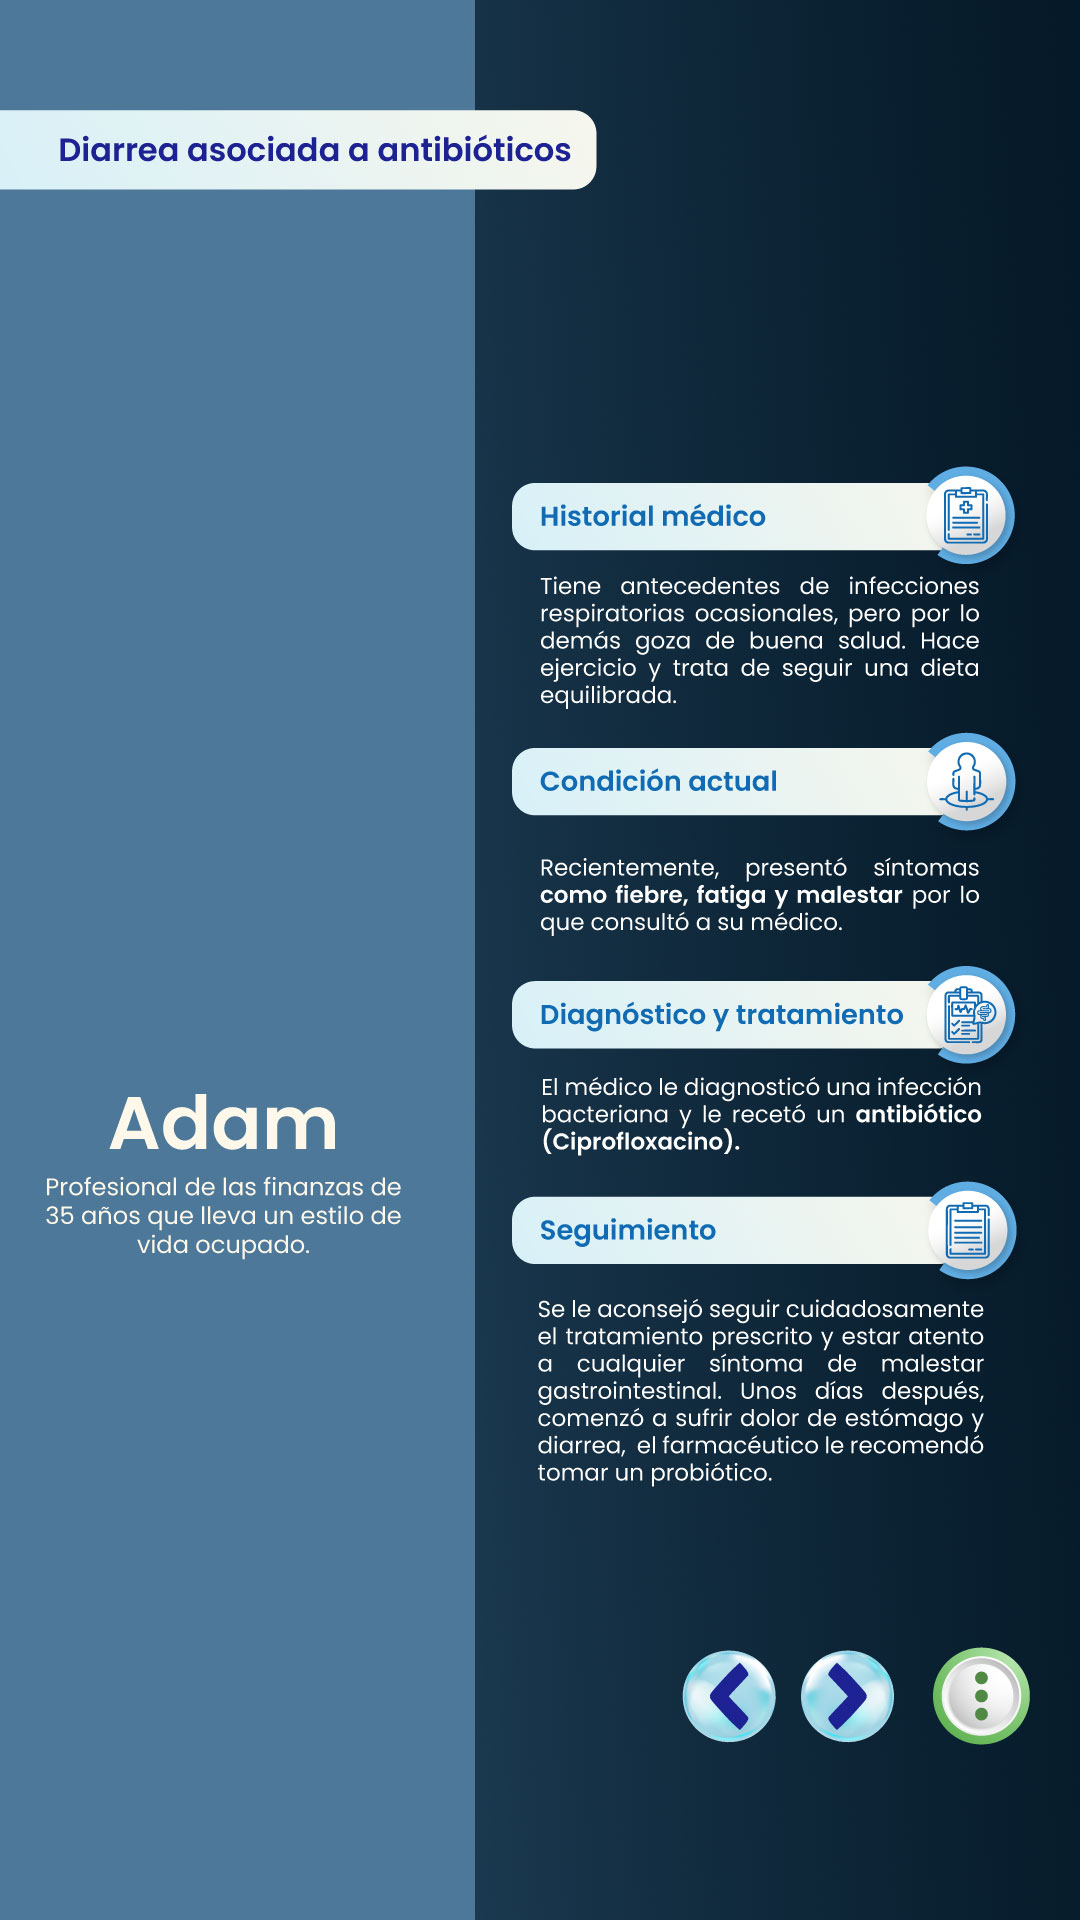 Diarrea asociada a antibióticos
Historial médico
Tiene antecedentes de infecciones
respiratorias ocasionales, pero por lo
demás goza de buena salud. Hace
ejercicio y trata de seguir una dieta
equilibrada.
Condición actual
Recientemente, presentó síntomas
como fiebre, fatiga y malestar por lo
que consultó a su médico.
Diagnóstico y tratamiento
El médico le diagnosticó una infección
bacteriana y le recetó un antibiótico
(Ciprofloxacino).
Adam
Profesional de las finanzas de
35 años que lleva un estilo de
vida ocupado.
Seguimiento
Se le aconsejó seguir cuidadosamente
el tratamiento prescrito y estar atento
a cualquier síntoma de malestar
gastrointestinal. Unos días después,
comenzó a sufrir dolor de estómago y
diarrea, el farmacéutico le recomendó
tomar un probiótico.